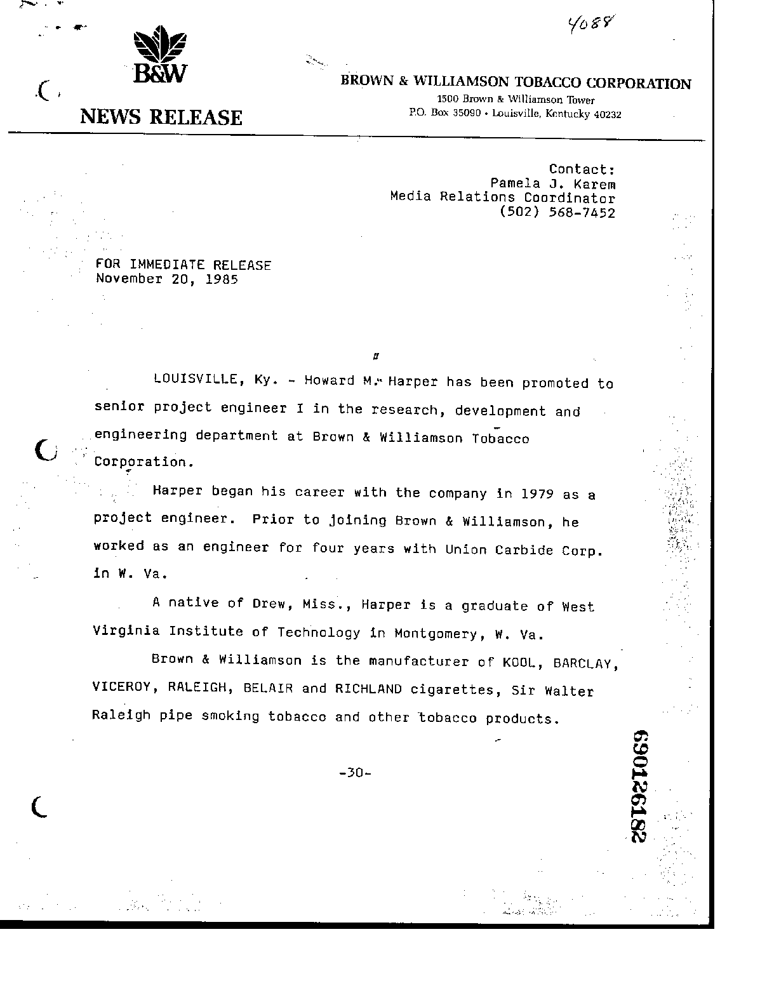 4088
B&W
BROWN & WILLIAMSON TOBACCO CORPORATION
1500 Brown & Williamson Tower
P.O. Box 35090 • Louisville, Kentucky 40232
NEWS RELEASE
Contact:
Pamela J. Karem
Media Relations Coordinator
(502) 568-7452
FOR IMMEDIATE RELEASE
November 20, 1985
LOUISVILLE, Ky. - Howard M. Harper has been promoted to
senior project engineer I in the research, development and
engineering department at Brown & Williamson Tobacco
Corporation.
Harper began his career with the company in 1979 as a
project engineer. Prior to joining Brown & Williamson, he
worked as an engineer for four years with Union Carbide Corp.
in W. Va.
A native of Drew, Miss., Harper is a graduate of West
Virginia Institute of Technology in Montgomery, W. Va.
Brown & Williamson is the manufacturer of KOOL, BARCLAY,
VICEROY, RALEIGH, BELAIR and RICHLAND cigarettes, Sir Walter
Raleigh pipe smoking tobacco and other tobacco products.
-30-
690126182